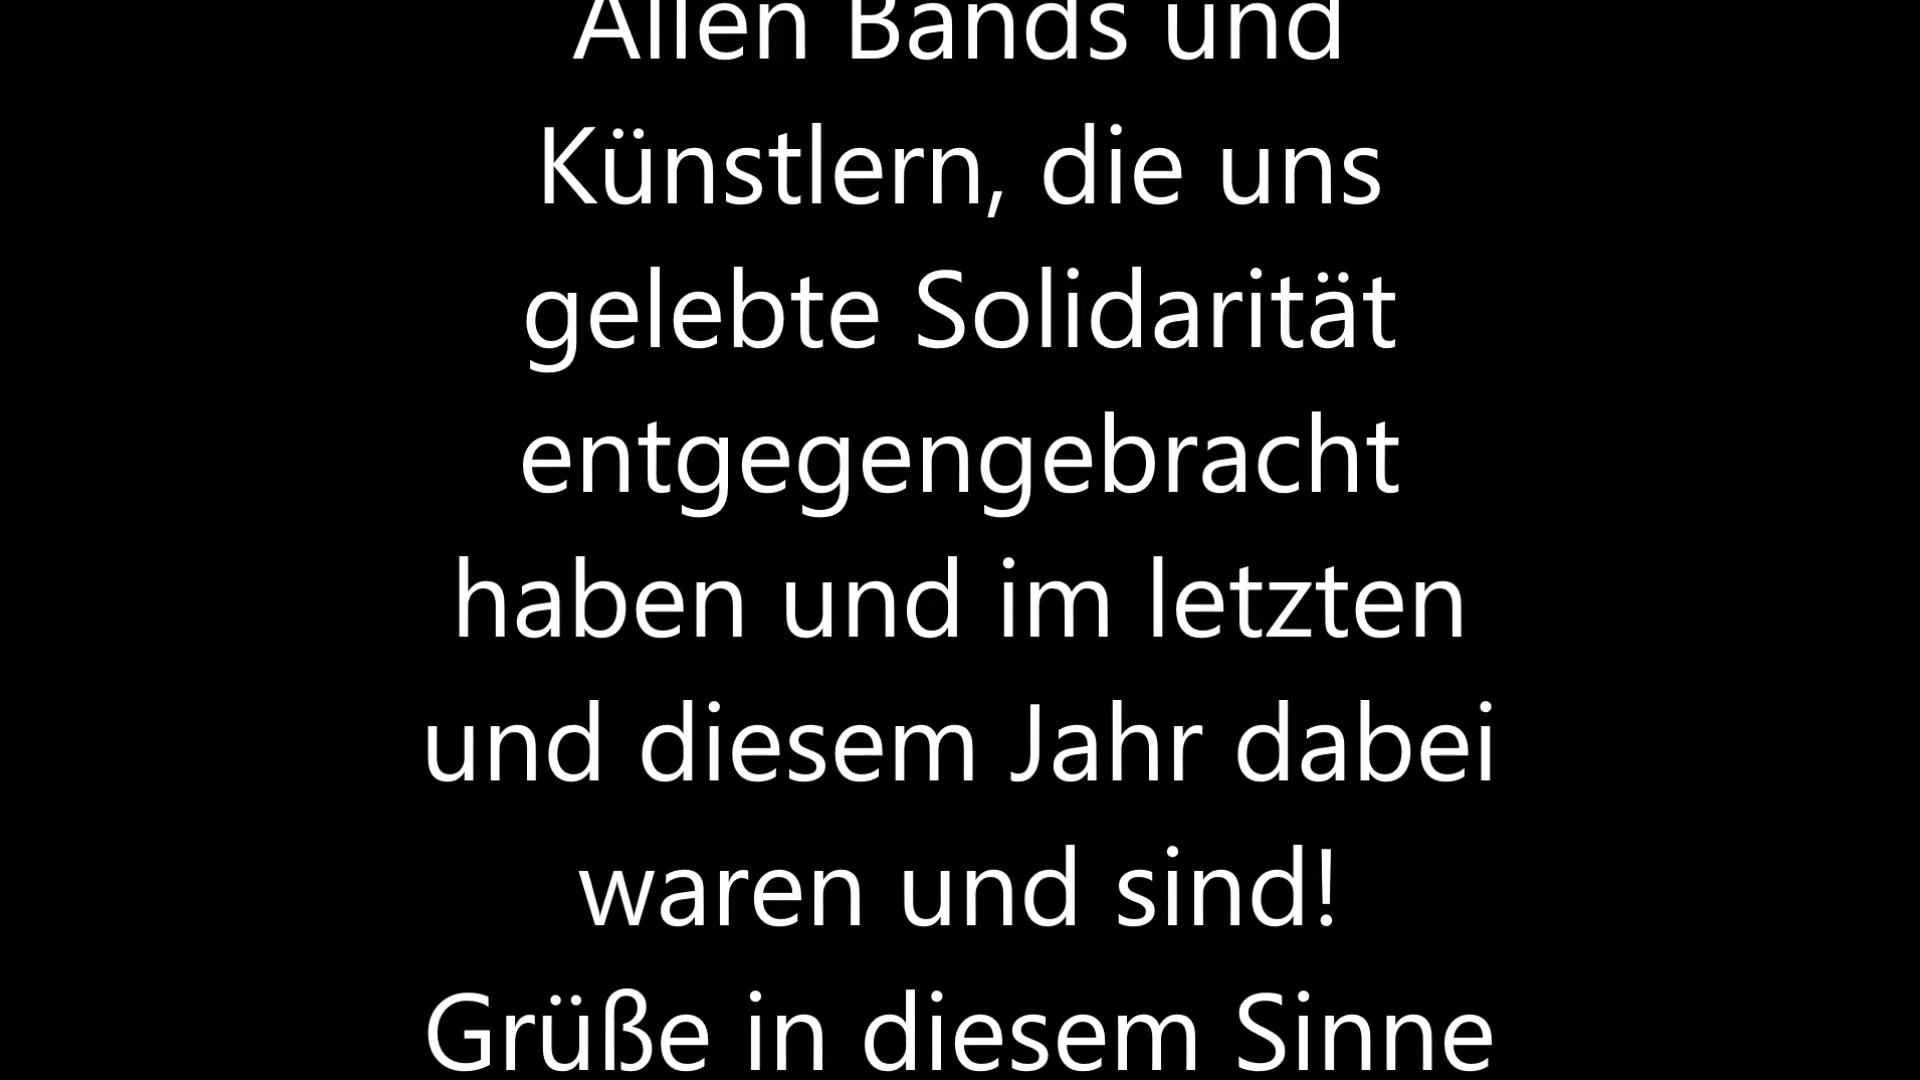 Allen Bands und
Künstlern, die uns
gelebte Solidarität
entgegengebracht
haben und im letzten
und diesem Jahr dabei
waren und sind!
Grüße in diesem Sinne